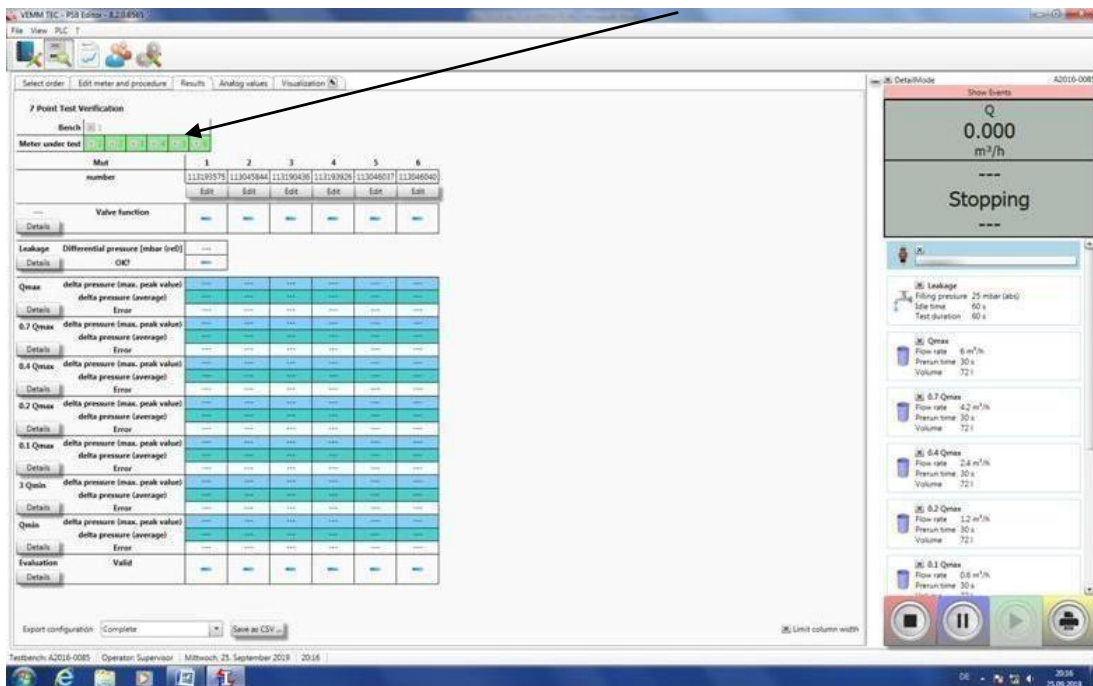 VEMM TEC - PSB Editor - 8.2.0.6565
File View PLC ?
Select order Edit meter and procedure Results Analog values Visualization
7 Point Test Verification
Bench 1
Meter under test 1 2 3 4 5 6
Mut 1 2 3 4 5 6
number 113193575 113045844 113190436 113193926 113046037 113046040
Edit Edit Edit Edit Edit Edit
--- Valve function
Details
Leakage Differential pressure [mbar (rel)] ---
Details OK?
Qmax delta pressure (max. peak value) --- --- --- --- --- ---
delta pressure (average) --- --- --- --- --- ---
Details Error --- --- --- --- --- ---
0.7 Qmax delta pressure (max. peak value) --- --- --- --- --- ---
delta pressure (average) --- --- --- --- --- ---
Details Error --- --- --- --- --- ---
0.4 Qmax delta pressure (max. peak value) --- --- --- --- --- ---
delta pressure (average) --- --- --- --- --- ---
Details Error --- --- --- --- --- ---
0.2 Qmax delta pressure (max. peak value) --- --- --- --- --- ---
delta pressure (average) --- --- --- --- --- ---
Details Error --- --- --- --- --- ---
0.1 Qmax delta pressure (max. peak value) --- --- --- --- --- ---
delta pressure (average) --- --- --- --- --- ---
Details Error --- --- --- --- --- ---
3 Qmin delta pressure (max. peak value) --- --- --- --- --- ---
delta pressure (average) --- --- --- --- --- ---
Details Error --- --- --- --- --- ---
Qmin delta pressure (max. peak value) --- --- --- --- --- ---
delta pressure (average) --- --- --- --- --- ---
Details Error --- --- --- --- --- ---
Evaluation Valid
Details
Export configuration Complete Save as CSV ...
Limit column width
DetailMode A2016-0085
Show Events
Q
0.000
m³/h
---
Stopping
---
Leakage
Filling pressure 25 mbar (abs)
Idle time 60 s
Test duration 60 s
Qmax
Flow rate 6 m³/h
Prerun time 30 s
Volume 72 l
0.7 Qmax
Flow rate 4.2 m³/h
Prerun time 30 s
Volume 72 l
0.4 Qmax
Flow rate 2.4 m³/h
Prerun time 30 s
Volume 72 l
0.2 Qmax
Flow rate 1.2 m³/h
Prerun time 30 s
Volume 72 l
0.1 Qmax
Flow rate 0.6 m³/h
Prerun time 30 s
Testbench: A2016-0085 Operator: Supervisor Mittwoch, 25. September 2019 20:16
DE 20:16
25.09.2019